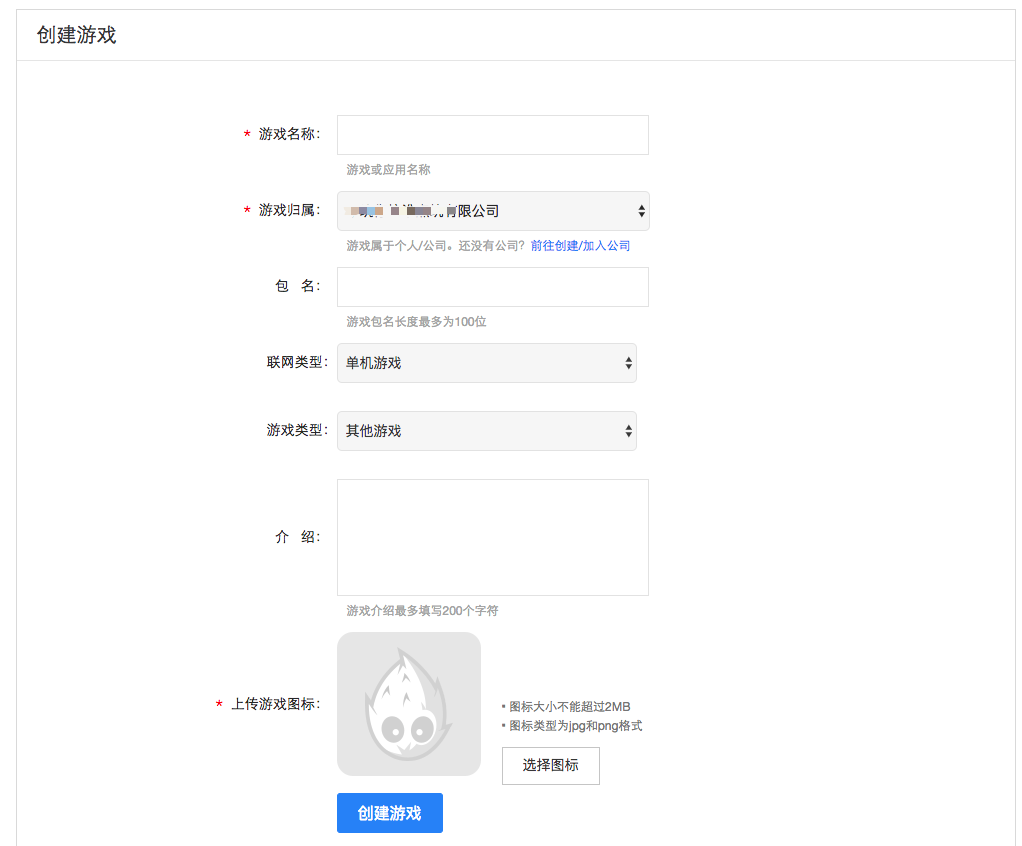 创建游戏
* 游戏名称：
游戏或应用名称
* 游戏归属：
有限公司
游戏属于个人/公司。还没有公司？前往创建/加入公司
包 名：
游戏包名长度最多为100位
联网类型：
单机游戏
游戏类型：
其他游戏
介 绍：
游戏介绍最多填写200个字符
* 上传游戏图标：
▪ 图标大小不能超过2MB
▪ 图标类型为jpg和png格式
选择图标
创建游戏